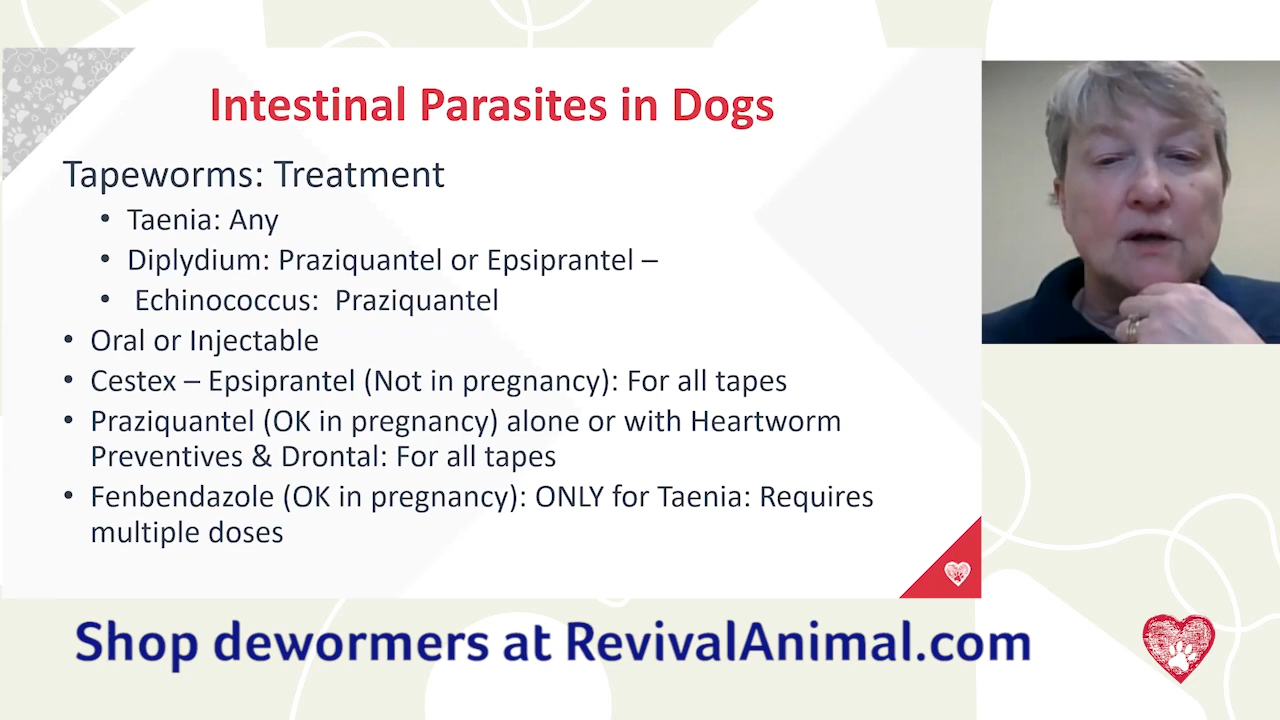 Intestinal Parasites in Dogs
Tapeworms: Treatment
• Taenia: Any
• Diplydium: Praziquantel or Epsiprantel –
• Echinococcus: Praziquantel
• Oral or Injectable
• Cestex – Epsiprantel (Not in pregnancy): For all tapes
• Praziquantel (OK in pregnancy) alone or with Heartworm
Preventives & Drontal: For all tapes
• Fenbendazole (OK in pregnancy): ONLY for Taenia: Requires
multiple doses
Shop dewormers at RevivalAnimal.com